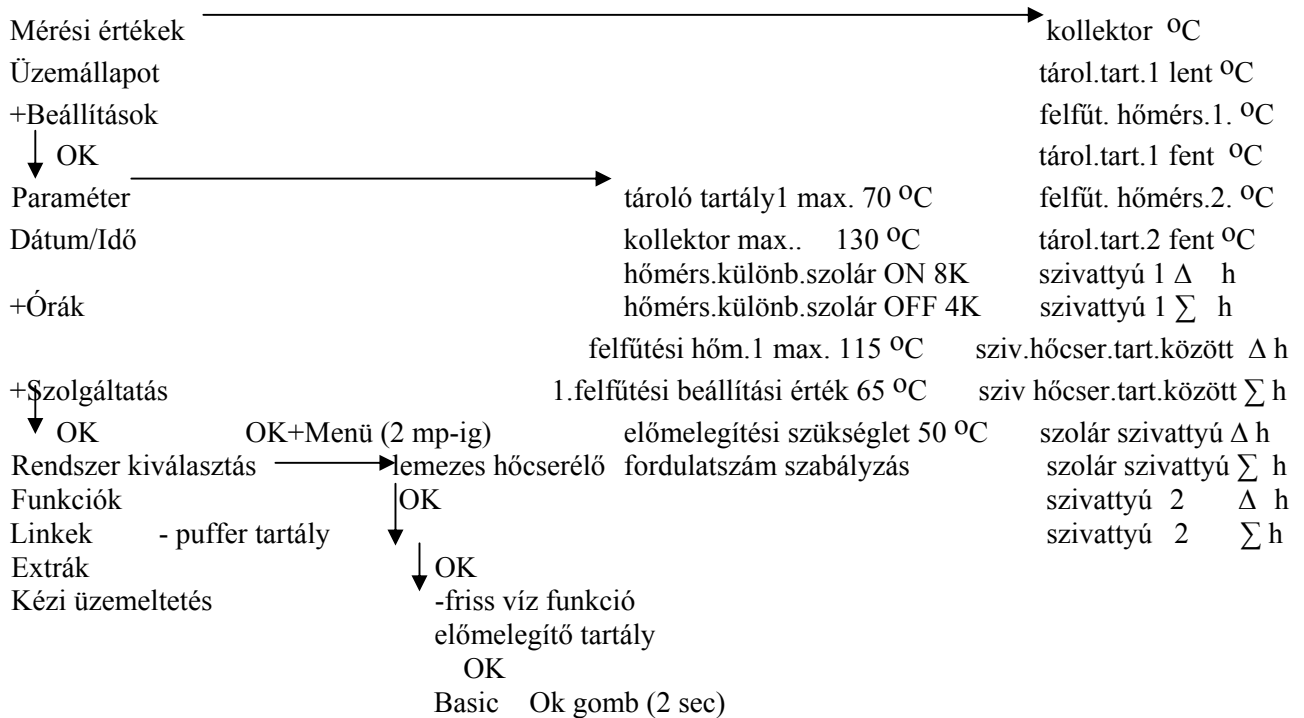 Mérési értékek kollektor ºC
Üzemállapot tárol.tart.1 lent ºC
+Beállítások felfűt. hőmérs.1. ºC
OK tárol.tart.1 fent ºC
Paraméter tároló tartály1 max. 70 ºC felfűt. hőmérs.2. ºC
Dátum/Idő kollektor max.. 130 ºC tárol.tart.2 fent ºC
hőmérs.különb.szolár ON 8K szivattyú 1 ∆ h
+Órák hőmérs.különb.szolár OFF 4K szivattyú 1 ∑ h
felfűtési hőm.1 max. 115 ºC sziv.hőcser.tart.között ∆ h
+Szolgáltatás 1.felfűtési beállítási érték 65 ºC sziv hőcser.tart.között ∑ h
OK OK+Menü (2 mp-ig) előmelegítési szükséglet 50 ºC szolár szivattyú ∆ h
Rendszer kiválasztás lemezes hőcserélő fordulatszám szabályzás szolár szivattyú ∑ h
Funkciók OK szivattyú 2 ∆ h
Linkek - puffer tartály szivattyú 2 ∑ h
Extrák OK
Kézi üzemeltetés -friss víz funkció
előmelegítő tartály
OK
Basic Ok gomb (2 sec)